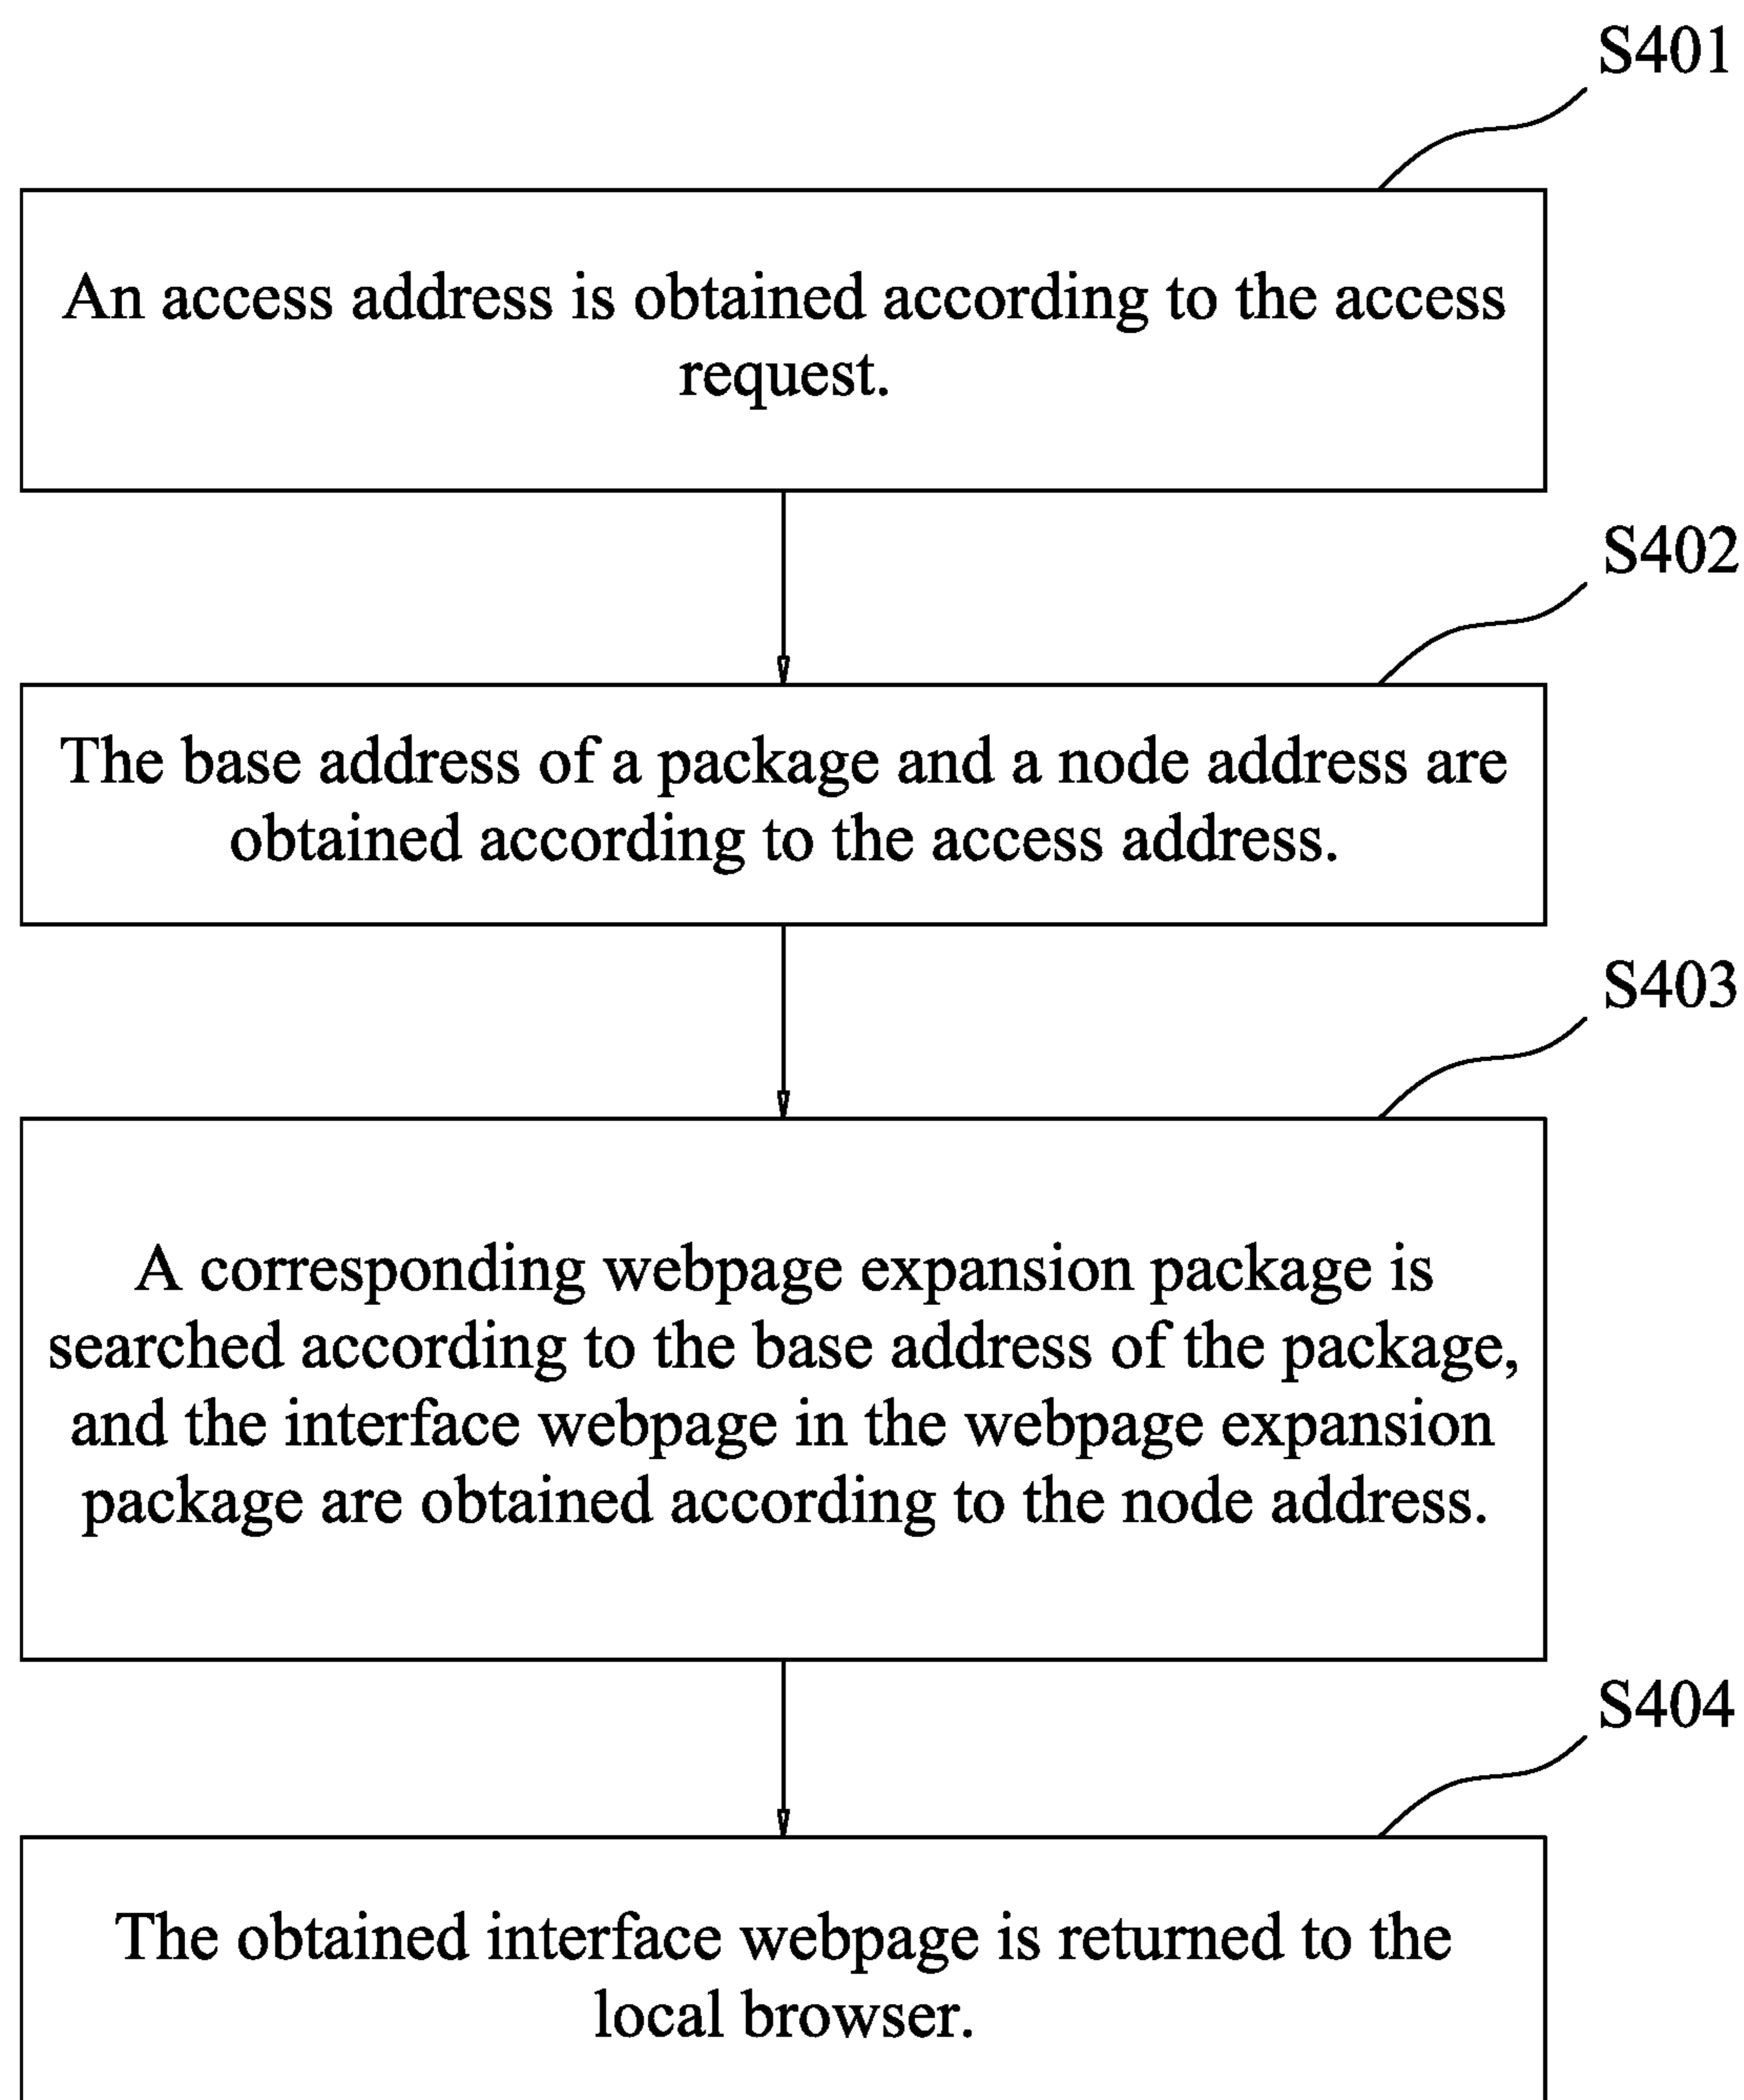 S401
An access address is obtained according to the access
request.
S402
The base address of a package and a node address are
obtained according to the access address.
S403
A corresponding webpage expansion package is
searched according to the base address of the package,
and the interface webpage in the webpage expansion
package are obtained according to the node address.
S404
The obtained interface webpage is returned to the
local browser.